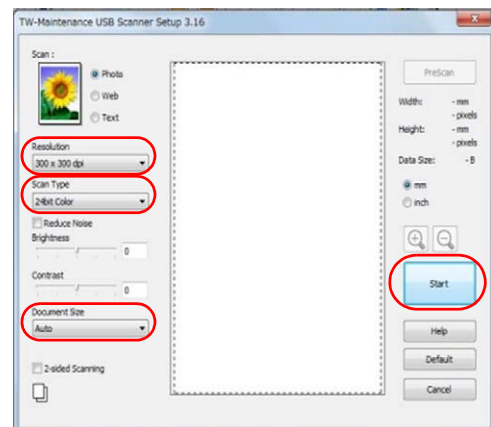 TW-Maintenance USB Scanner Setup 3.16
Scan :
Photo
Web
Text
Resolution
300 x 300 dpi
Scan Type
24bit Color
Reduce Noise
Brightness
0
Contrast
0
Document Size
Auto
2-sided Scanning
PreScan
Width: - mm
- pixels
Height: - mm
- pixels
Data Size: - B
mm
inch
Start
Help
Default
Cancel